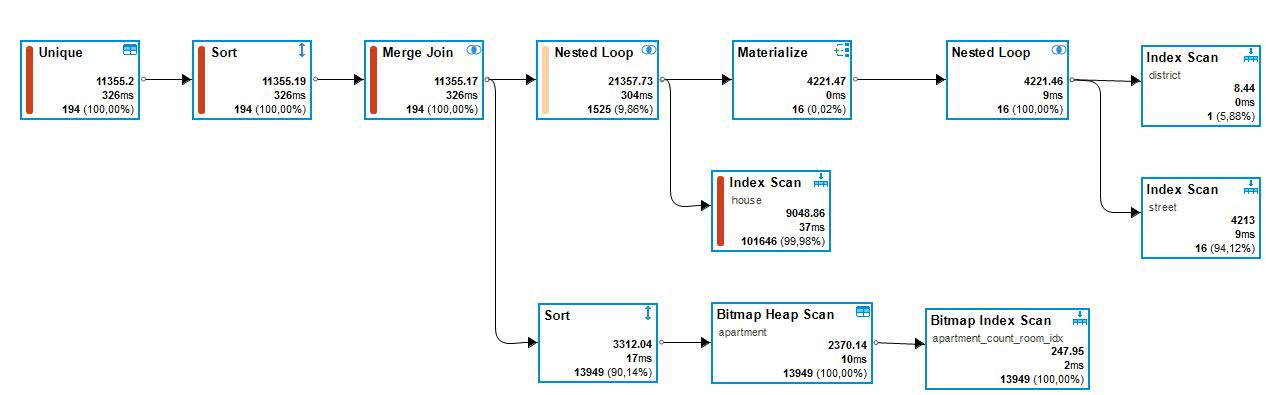 Unique
11355.2
326ms
194 (100,00%)
Sort
11355.19
326ms
194 (100,00%)
Merge Join
11355.17
326ms
194 (100,00%)
Nested Loop
21357.73
304ms
1525 (9,86%)
Materialize
4221.47
0ms
16 (0,02%)
Nested Loop
4221.46
9ms
16 (100,00%)
Index Scan
district
8.44
0ms
1 (5,88%)
Index Scan
house
9048.86
37ms
101646 (99,98%)
Index Scan
street
4213
9ms
16 (94,12%)
Sort
3312.04
17ms
13949 (90,14%)
Bitmap Heap Scan
apartment
2370.14
10ms
13949 (100,00%)
Bitmap Index Scan
apartment_count_room_idx
247.95
2ms
13949 (100,00%)